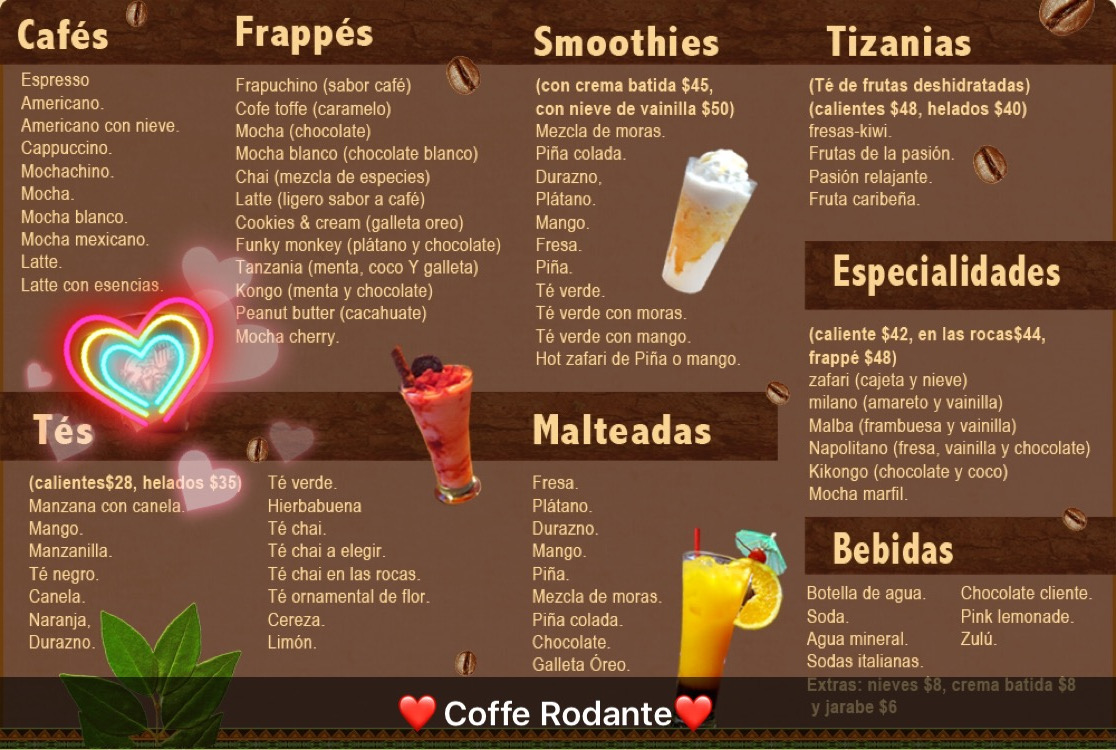 Cafés
Espresso
Americano.
Americano con nieve.
Cappuccino.
Mochachino.
Mocha.
Mocha blanco.
Mocha mexicano.
Latte.
Latte con esencias.
Frappés
Frapuchino (sabor café)
Cofe toffe (caramelo)
Mocha (chocolate)
Mocha blanco (chocolate blanco)
Chai (mezcla de especies)
Latte (ligero sabor a café)
Cookies & cream (galleta oreo)
Funky monkey (plátano y chocolate)
Tanzania (menta, coco Y galleta)
Kongo (menta y chocolate)
Peanut butter (cacahuate)
Mocha cherry.
Smoothies
(con crema batida $45,
con nieve de vainilla $50)
Mezcla de moras.
Piña colada.
Durazno,
Plátano.
Mango.
Fresa.
Piña.
Té verde.
Té verde con moras.
Té verde con mango.
Hot zafari de Piña o mango.
Tizanias
(Té de frutas deshidratadas)
(calientes $48, helados $40)
fresas-kiwi.
Frutas de la pasión.
Pasión relajante.
Fruta caribeña.
Especialidades
(caliente $42, en las rocas$44,
frappé $48)
zafari (cajeta y nieve)
milano (amareto y vainilla)
Malba (frambuesa y vainilla)
Napolitano (fresa, vainilla y chocolate)
Kikongo (chocolate y coco)
Mocha marfil.
Tés
(calientes$28, helados $35)
Manzana con canela.
Mango.
Manzanilla.
Té negro.
Canela.
Naranja,
Durazno.
Té verde.
Hierbabuena
Té chai.
Té chai a elegir.
Té chai en las rocas.
Té ornamental de flor.
Cereza.
Limón.
Malteadas
Fresa.
Plátano.
Durazno.
Mango.
Piña.
Mezcla de moras.
Piña colada.
Chocolate.
Galleta Óreo.
Bebidas
Botella de agua.
Soda.
Agua mineral.
Sodas italianas.
Chocolate cliente.
Pink lemonade.
Zulú.
Extras: nieves $8, crema batida $8
y jarabe $6
❤️Coffe Rodante❤️